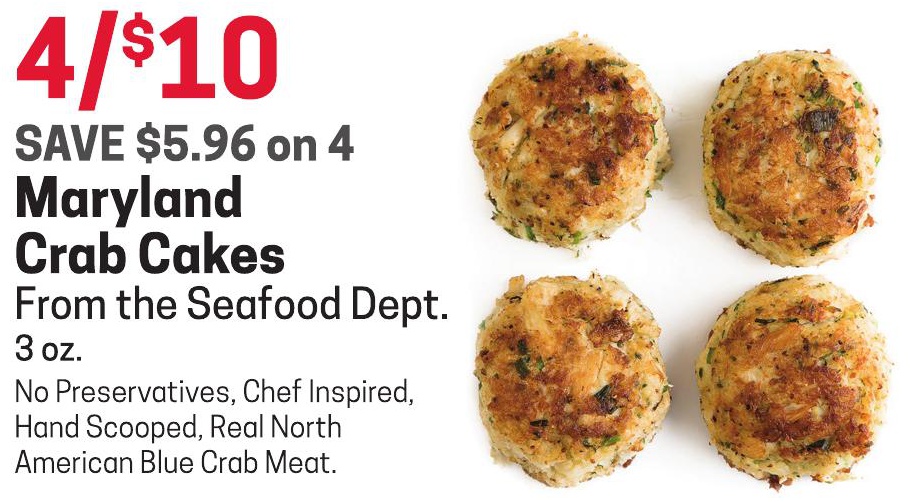 4/$10
SAVE $5.96 on 4
Maryland
Crab Cakes
From the Seafood Dept.
3 oz.
No Preservatives, Chef Inspired,
Hand Scooped, Real North
American Blue Crab Meat.